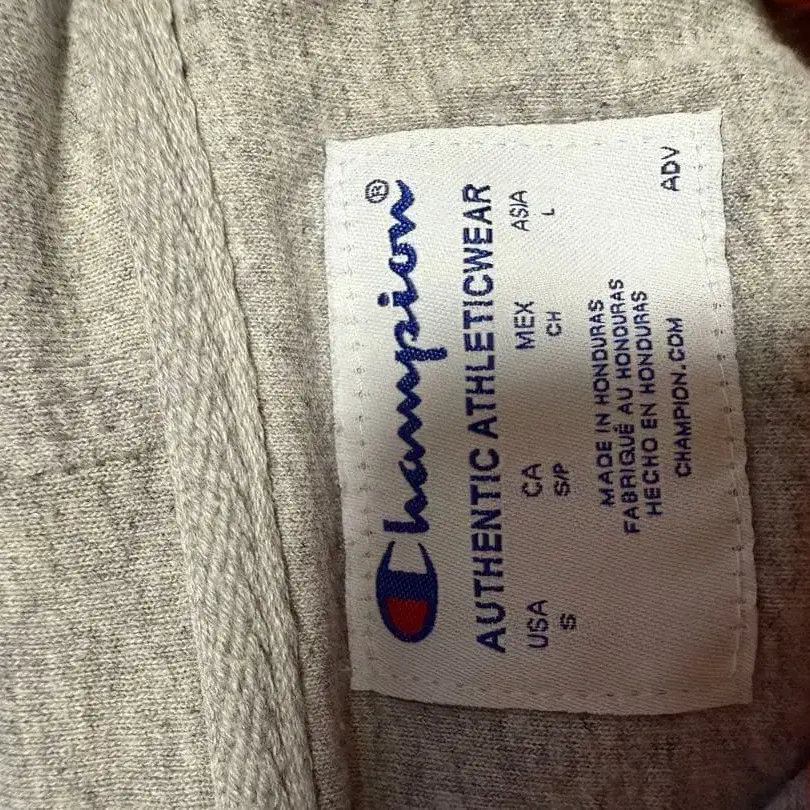 Champion®
AUTHENTIC ATHLETICWEAR
USA CA MEX ASIA
S S/P CH L
MADE IN HONDURAS
FABRIQUÉ AU HONDURAS
HECHO EN HONDURAS
CHAMPION.COM ADV